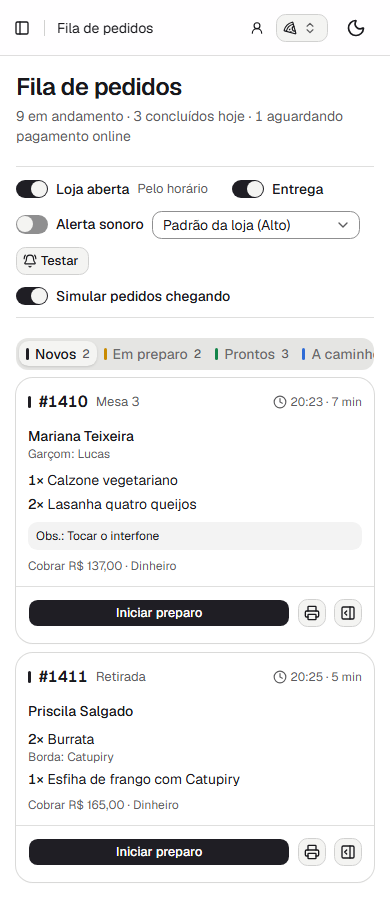 Fila de pedidos
Fila de pedidos
9 em andamento · 3 concluídos hoje · 1 aguardando
pagamento online
Loja aberta Pelo horário Entrega
Alerta sonoro Padrão da loja (Alto)
Testar
Simular pedidos chegando
Novos 2 Em preparo 2 Prontos 3 A caminh
#1410 Mesa 3 20:23 · 7 min
Mariana Teixeira
Garçom: Lucas
1× Calzone vegetariano
2× Lasanha quatro queijos
Obs.: Tocar o interfone
Cobrar R$ 137,00 · Dinheiro
Iniciar preparo
#1411 Retirada 20:25 · 5 min
Priscila Salgado
2× Burrata
Borda: Catupiry
1× Esfiha de frango com Catupiry
Cobrar R$ 165,00 · Dinheiro
Iniciar preparo